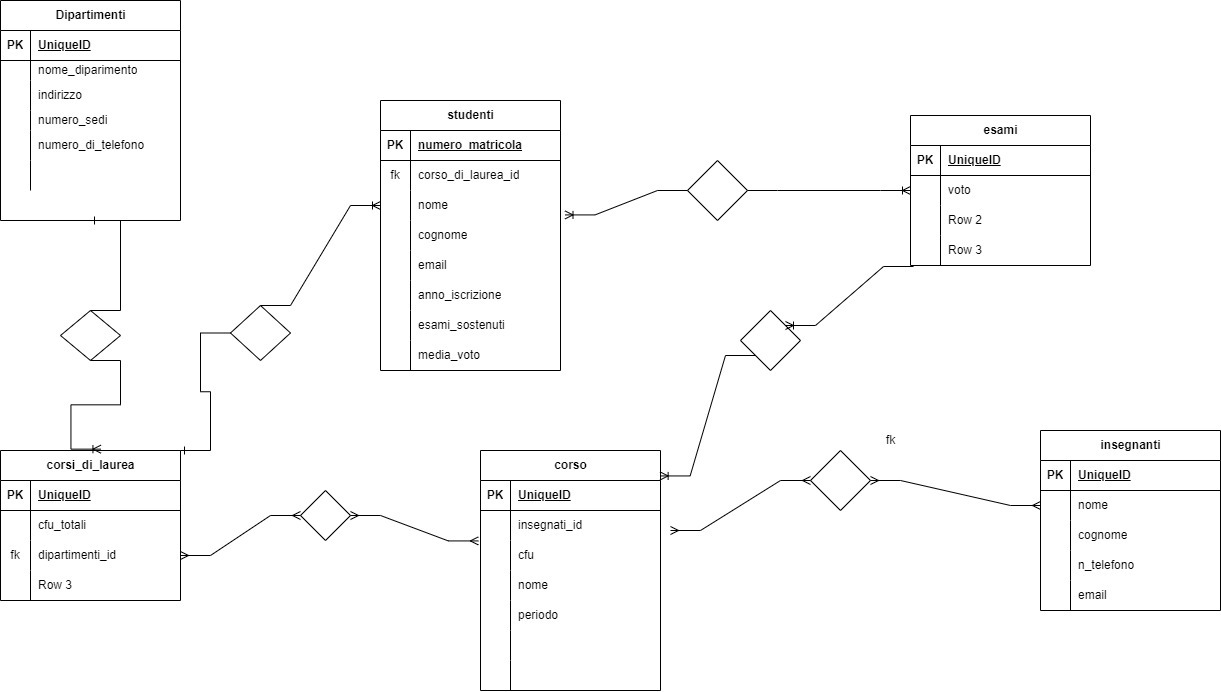 Dipartimenti
PK UniqueID
nome_diparimento
indirizzo
numero_sedi
numero_di_telefono
studenti
PK numero_matricola
fk corso_di_laurea_id
nome
cognome
email
anno_iscrizione
esami_sostenuti
media_voto
esami
PK UniqueID
voto
Row 2
Row 3
corsi_di_laurea
PK UniqueID
cfu_totali
fk dipartimenti_id
Row 3
corso
PK UniqueID
insegnati_id
cfu
nome
periodo
fk
insegnanti
PK UniqueID
nome
cognome
n_telefono
email